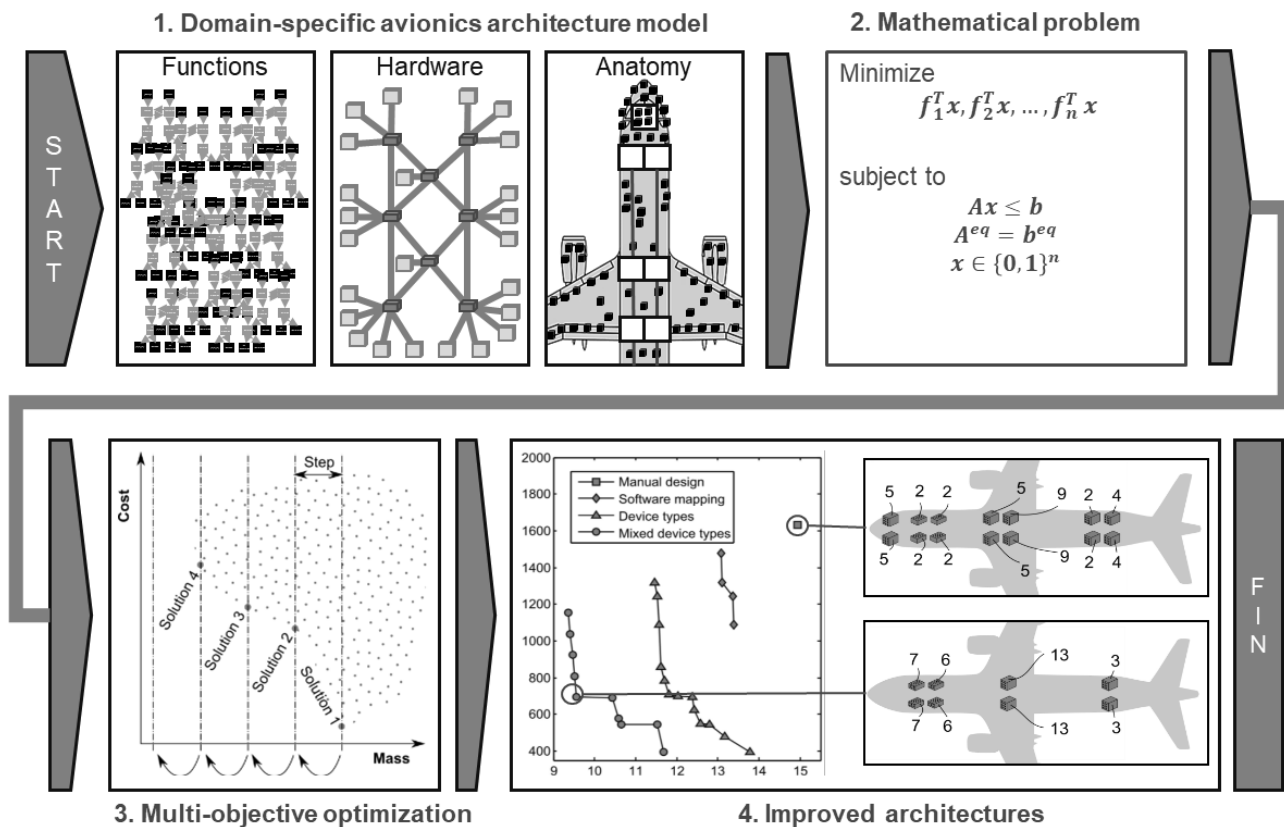 1. Domain-specific avionics architecture model
2. Mathematical problem
START
Functions
Hardware
Anatomy
Minimize
f₁ᵀx, f₂ᵀx, ..., fₙᵀx
subject to
Ax ≤ b
A^{eq} = b^{eq}
x ∈ {0, 1}ⁿ
Cost
Step
Solution 4
Solution 3
Solution 2
Solution 1
Mass
2000
1800
1600
1400
1200
1000
800
600
400
9 10 11 12 13 14 15
Manual design
Software mapping
Device types
Mixed device types
5 2 2 5 9 2 4
5 2 2 5 9 2 4
7 6 13 3
7 6 13 3
FIN
3. Multi-objective optimization
4. Improved architectures